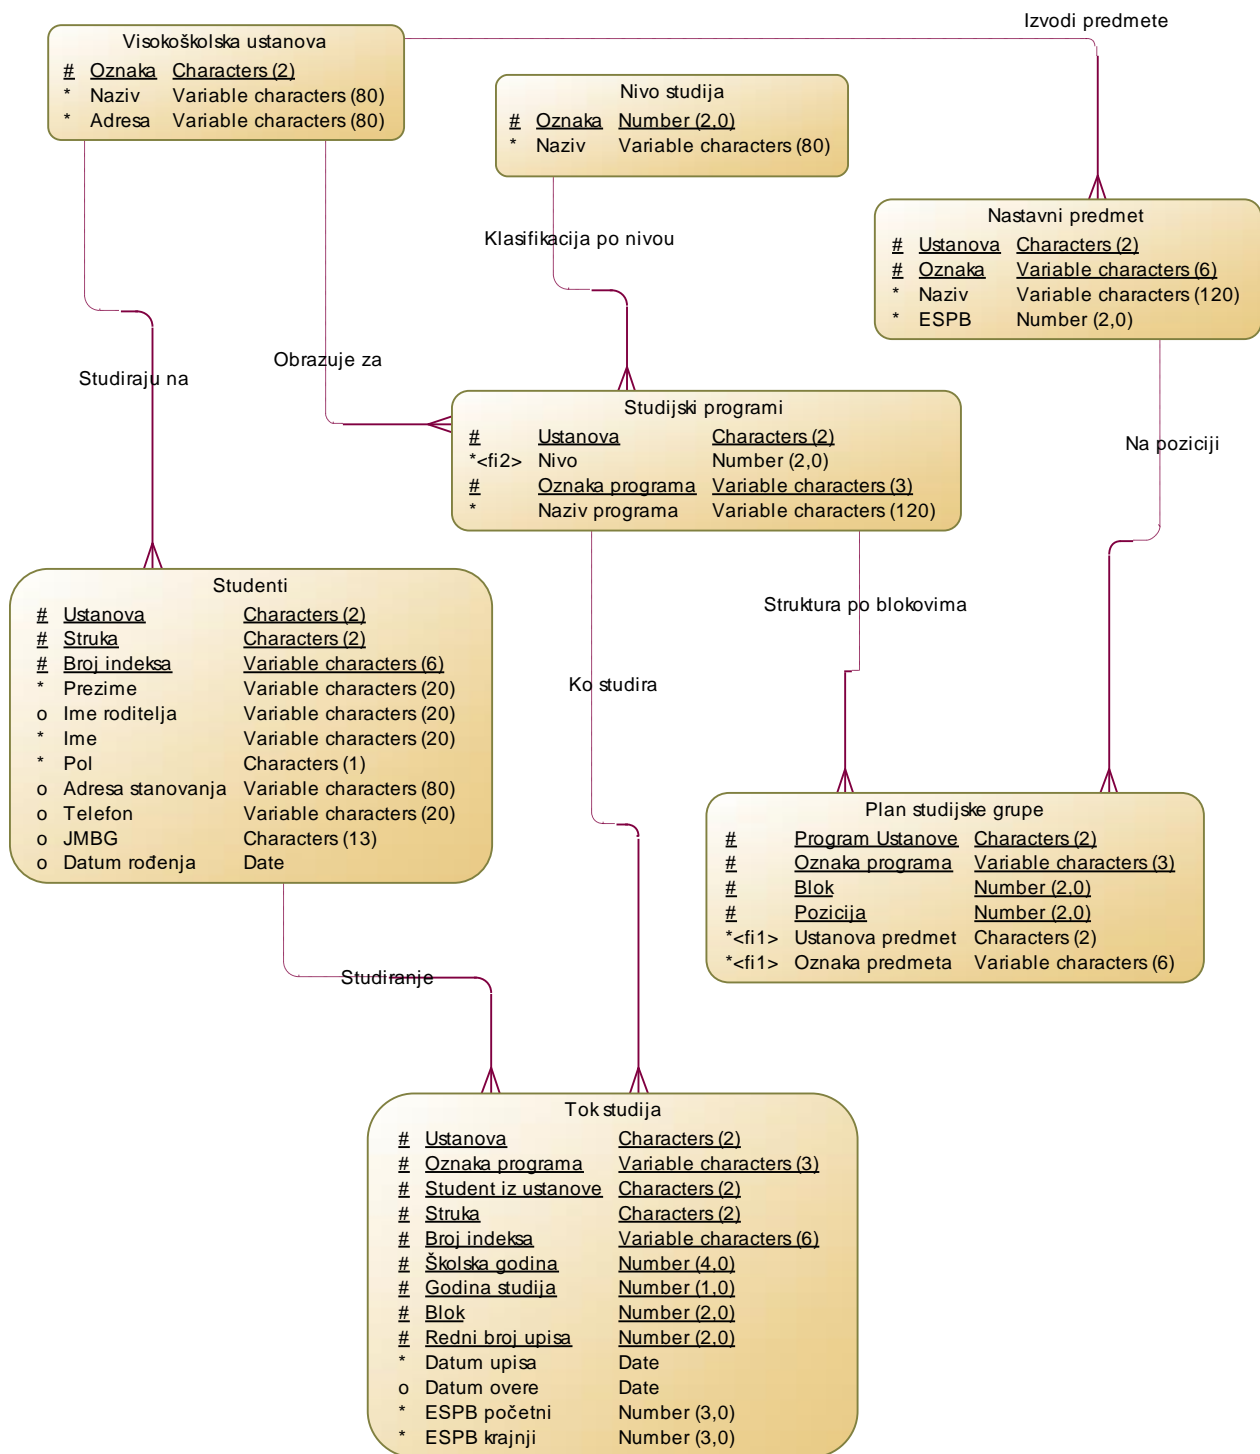 Izvodi predmete
Visokoškolska ustanova
# Oznaka Characters (2)
* Naziv Variable characters (80)
* Adresa Variable characters (80)
Nivo studija
# Oznaka Number (2,0)
* Naziv Variable characters (80)
Nastavni predmet
# Ustanova Characters (2)
# Oznaka Variable characters (6)
* Naziv Variable characters (120)
* ESPB Number (2,0)
Klasifikacija po nivou
Obrazuje za
Studiraju na
Studijski programi
# Ustanova Characters (2)
*<fi2> Nivo Number (2,0)
# Oznaka programa Variable characters (3)
* Naziv programa Variable characters (120)
Na poziciji
Studenti
# Ustanova Characters (2)
# Struka Characters (2)
# Broj indeksa Variable characters (6)
* Prezime Variable characters (20)
o Ime roditelja Variable characters (20)
* Ime Variable characters (20)
* Pol Characters (1)
o Adresa stanovanja Variable characters (80)
o Telefon Variable characters (20)
o JMBG Characters (13)
o Datum rođenja Date
Struktura po blokovima
Ko studira
Plan studijske grupe
# Program Ustanove Characters (2)
# Oznaka programa Variable characters (3)
# Blok Number (2,0)
# Pozicija Number (2,0)
*<fi1> Ustanova predmet Characters (2)
*<fi1> Oznaka predmeta Variable characters (6)
Studiranje
Tok studija
# Ustanova Characters (2)
# Oznaka programa Variable characters (3)
# Student iz ustanove Characters (2)
# Struka Characters (2)
# Broj indeksa Variable characters (6)
# Školska godina Number (4,0)
# Godina studija Number (1,0)
# Blok Number (2,0)
# Redni broj upisa Number (2,0)
* Datum upisa Date
o Datum overe Date
* ESPB početni Number (3,0)
* ESPB krajnji Number (3,0)